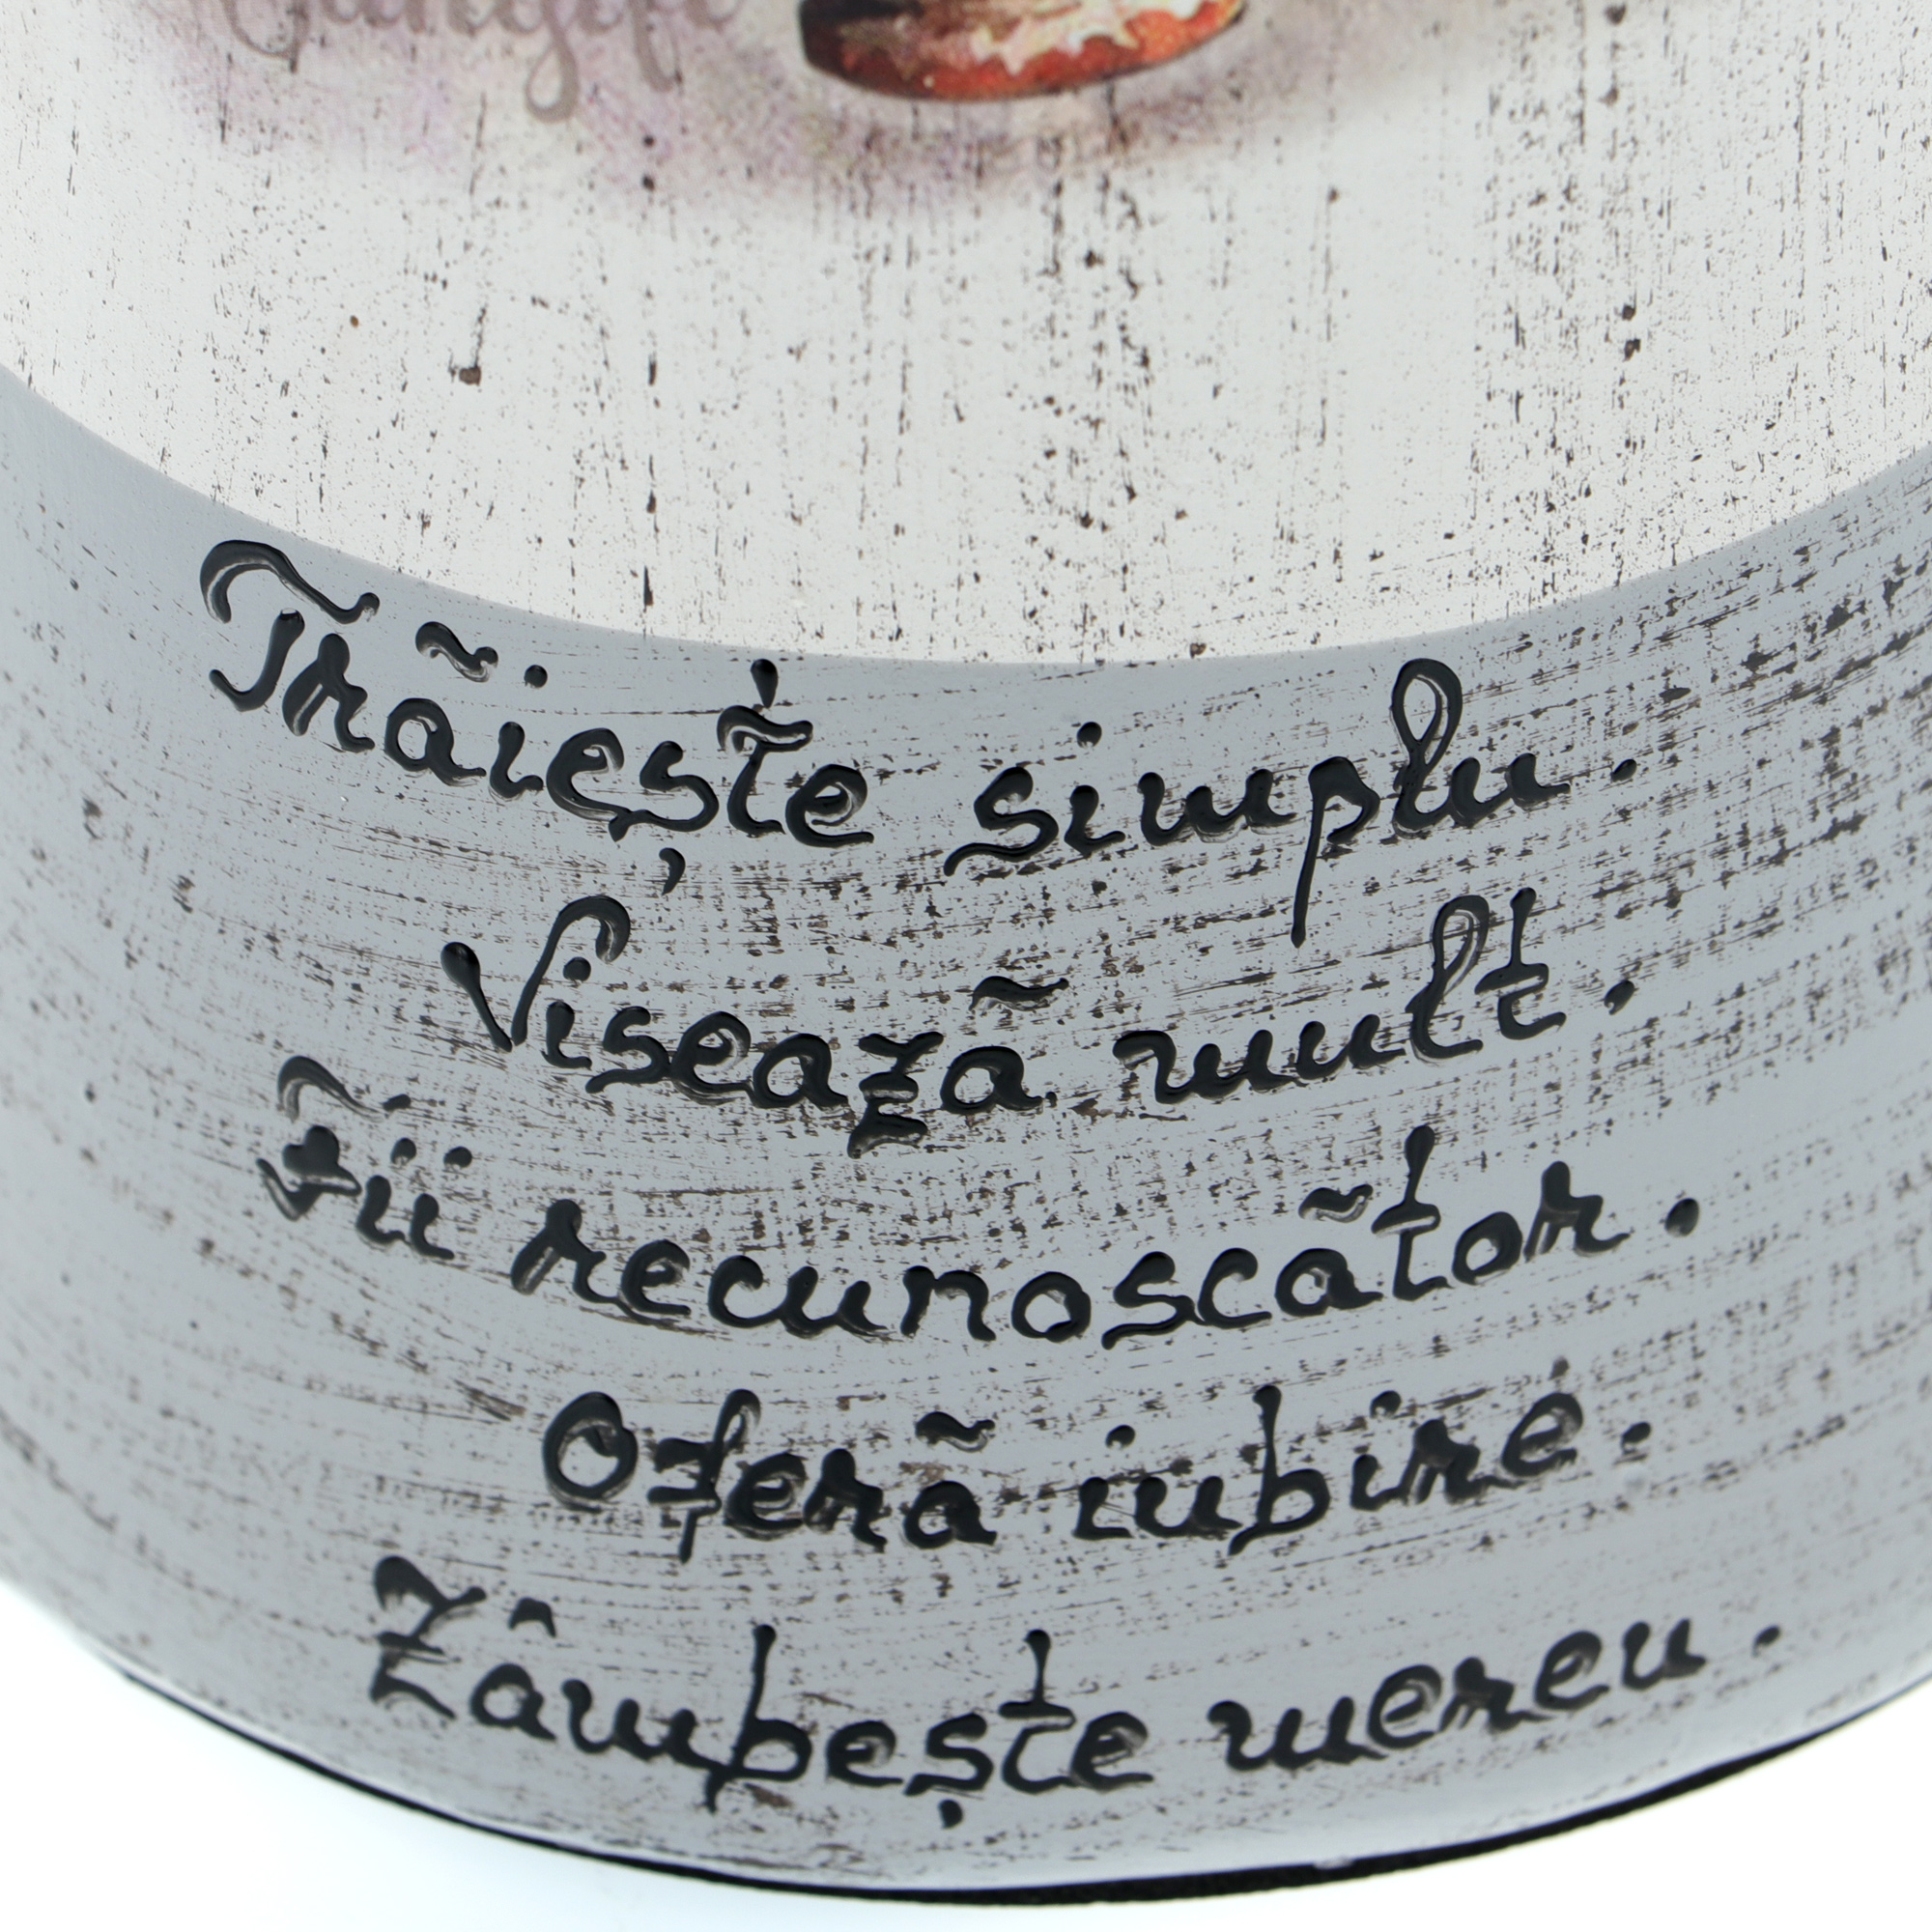 Trăiește simplu.
Visează mult.
Fii recunoscător.
Oferă iubire.
Zâmbește mereu.